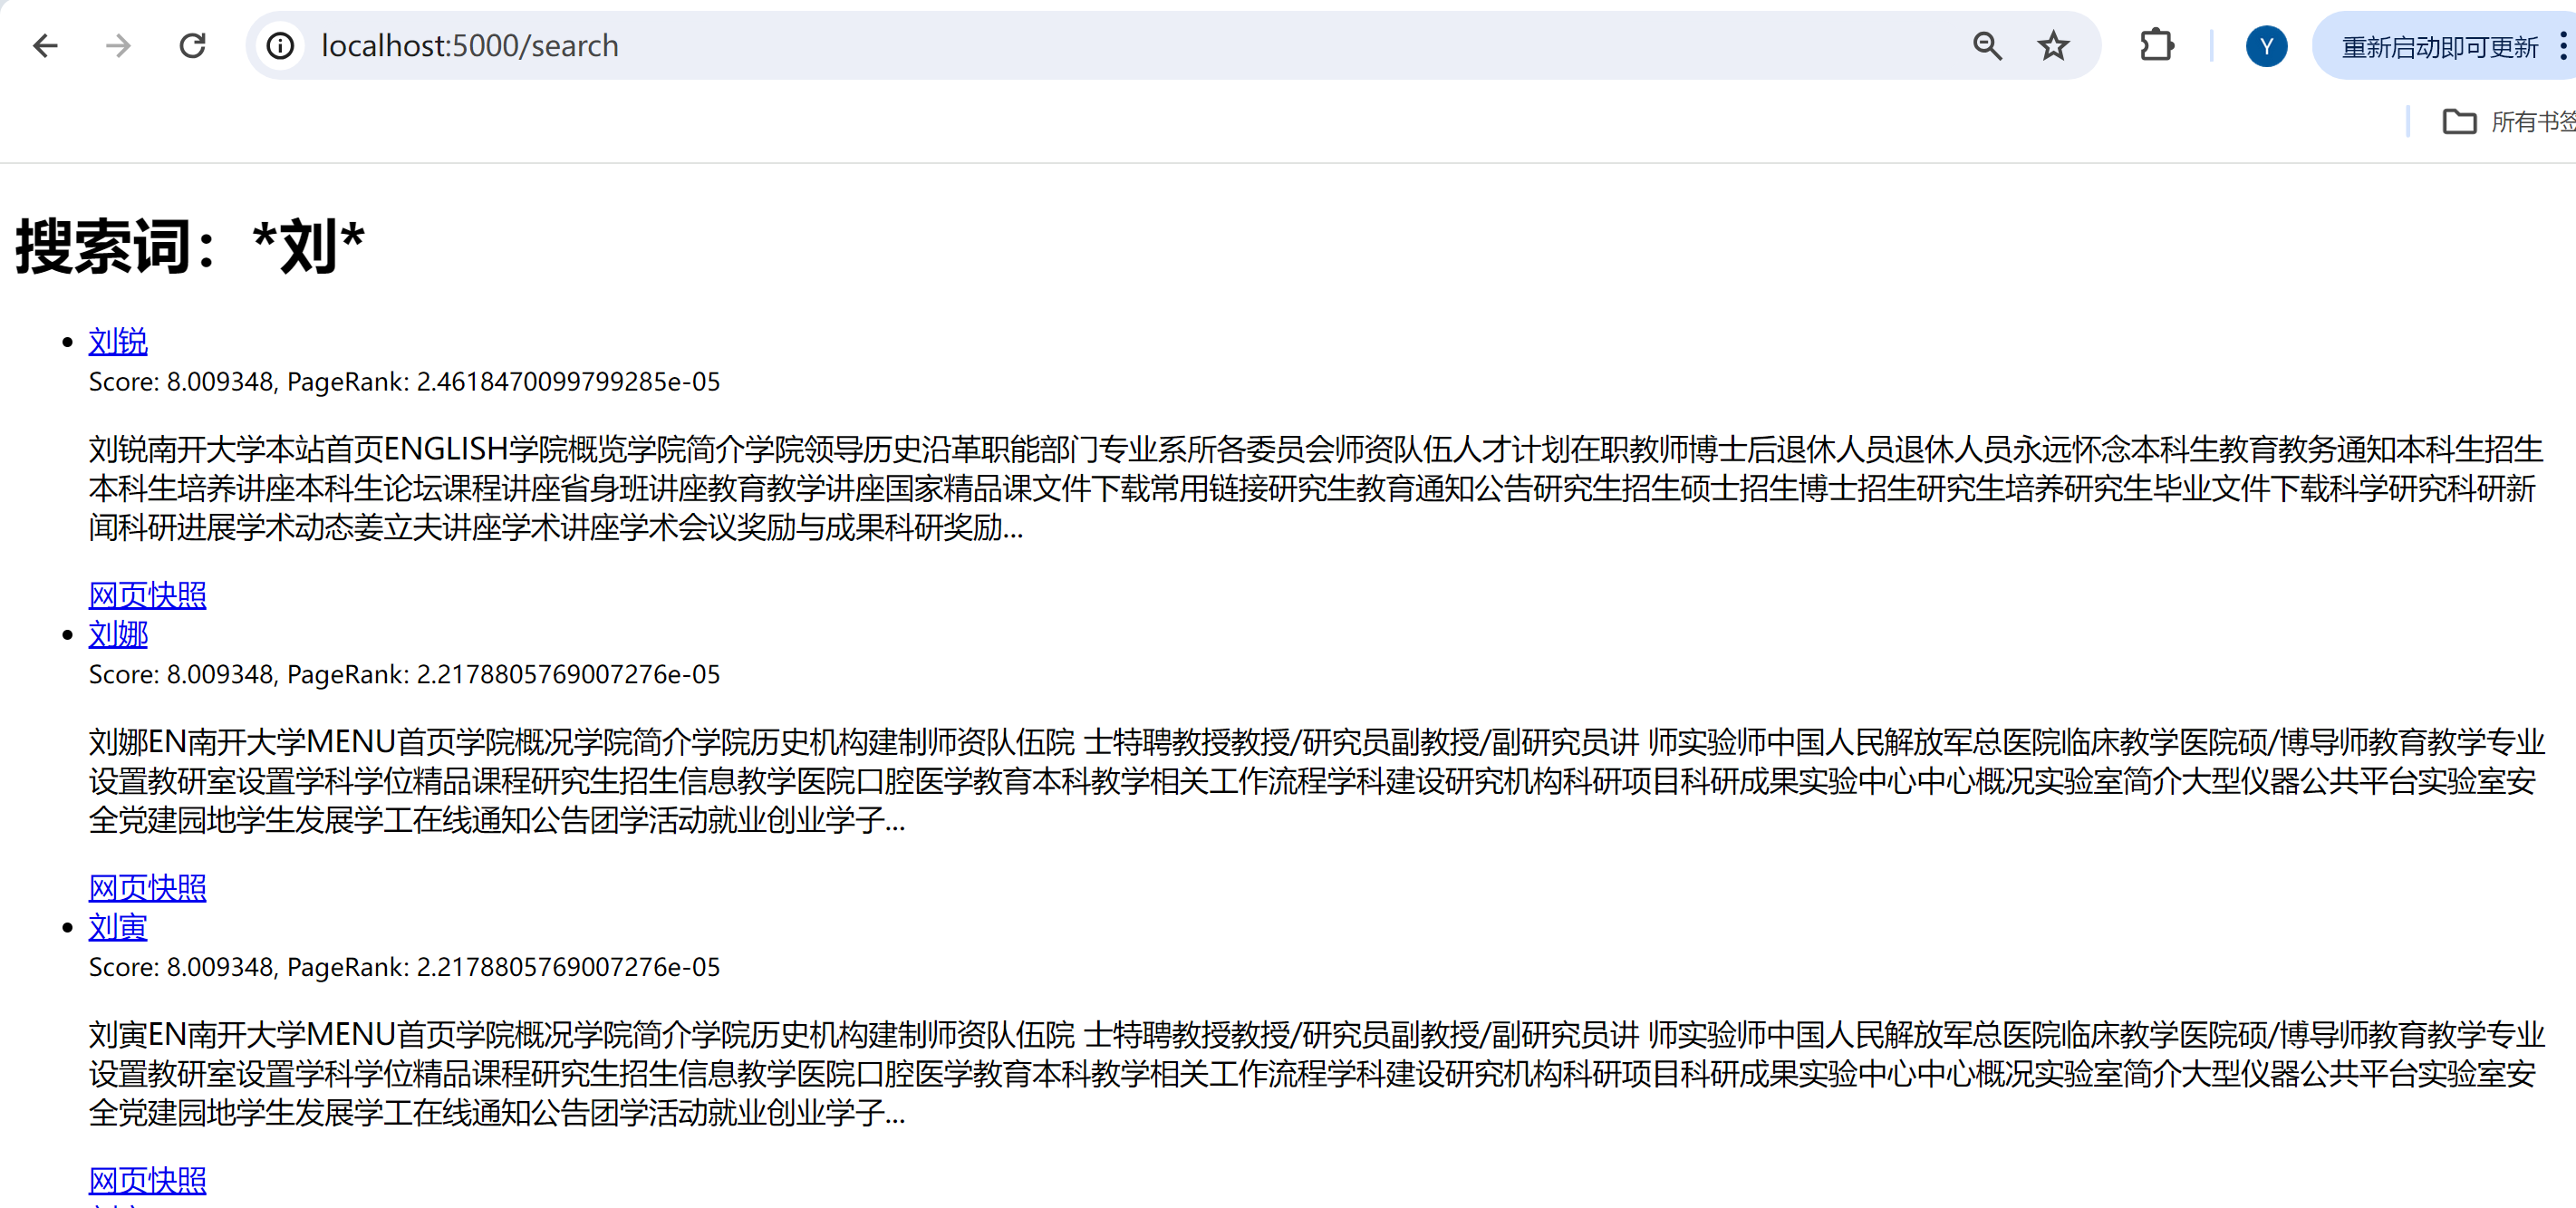 localhost:5000/search
Y
重新启动即可更新
所有书签
搜索词：*刘*
刘锐
Score: 8.009348, PageRank: 2.4618470099799285e-05
刘锐南开大学本站首页ENGLISH学院概览学院简介学院领导历史沿革职能部门专业系所各委员会师资队伍人才计划在职教师博士后退休人员退休人员永远怀念本科生教育教务通知本科生招生
本科生培养讲座本科生论坛课程讲座省身班讲座教育教学讲座国家精品课文件下载常用链接研究生教育通知公告研究生招生硕士招生博士招生研究生培养研究生毕业文件下载科学研究科研新
闻科研进展学术动态姜立夫讲座学术讲座学术会议奖励与成果科研奖励...
网页快照
刘娜
Score: 8.009348, PageRank: 2.2178805769007276e-05
刘娜EN南开大学MENU首页学院概况学院简介学院历史机构建制师资队伍院 士特聘教授教授/研究员副教授/副研究员讲 师实验师中国人民解放军总医院临床教学医院硕/博导师教育教学专业
设置教研室设置学科学位精品课程研究生招生信息教学医院口腔医学教育本科教学相关工作流程学科建设研究机构科研项目科研成果实验中心中心概况实验室简介大型仪器公共平台实验室安
全党建园地学生发展学工在线通知公告团学活动就业创业学子...
网页快照
刘寅
Score: 8.009348, PageRank: 2.2178805769007276e-05
刘寅EN南开大学MENU首页学院概况学院简介学院历史机构建制师资队伍院 士特聘教授教授/研究员副教授/副研究员讲 师实验师中国人民解放军总医院临床教学医院硕/博导师教育教学专业
设置教研室设置学科学位精品课程研究生招生信息教学医院口腔医学教育本科教学相关工作流程学科建设研究机构科研项目科研成果实验中心中心概况实验室简介大型仪器公共平台实验室安
全党建园地学生发展学工在线通知公告团学活动就业创业学子...
网页快照